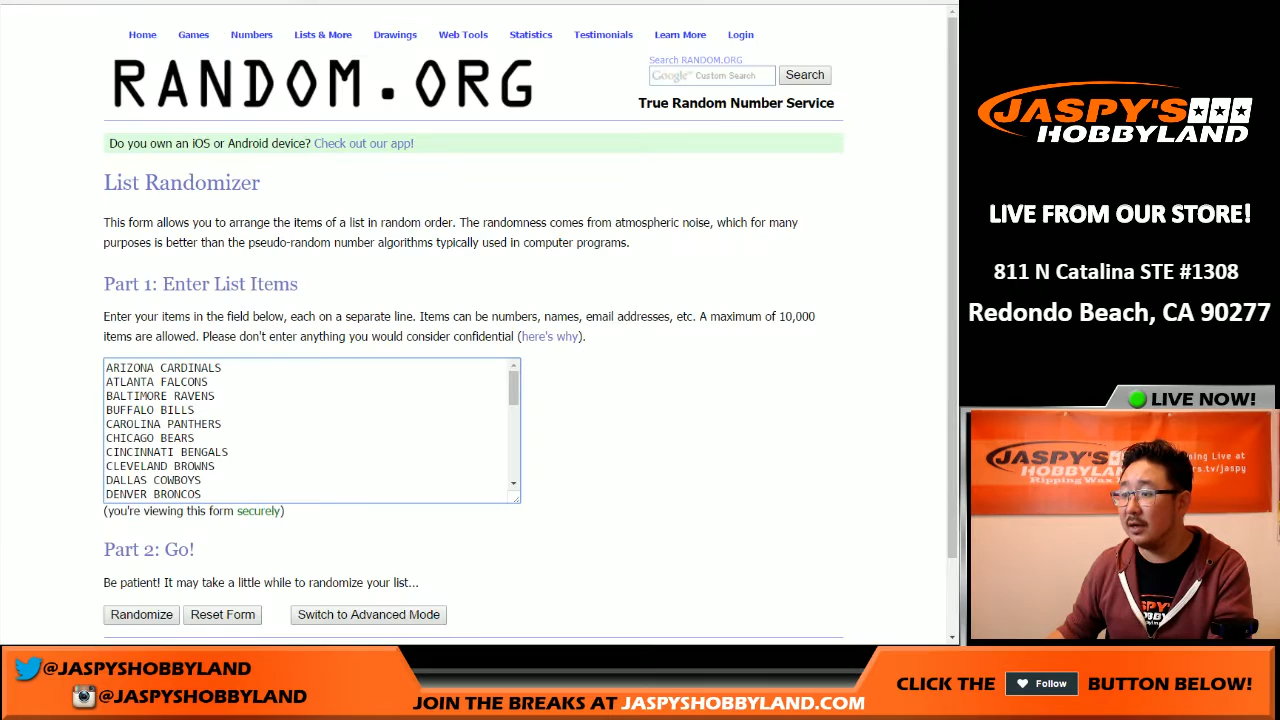 Home Games Numbers Lists & More Drawings Web Tools Statistics Testimonials Learn More Login
RANDOM.ORG
Search RANDOM.ORG
Google™ Custom Search Search
True Random Number Service
Do you own an iOS or Android device? Check out our app!
List Randomizer
This form allows you to arrange the items of a list in random order. The randomness comes from atmospheric noise, which for many
purposes is better than the pseudo-random number algorithms typically used in computer programs.
Part 1: Enter List Items
Enter your items in the field below, each on a separate line. Items can be numbers, names, email addresses, etc. A maximum of 10,000
items are allowed. Please don't enter anything you would consider confidential (here's why).
ARIZONA CARDINALS
ATLANTA FALCONS
BALTIMORE RAVENS
BUFFALO BILLS
CAROLINA PANTHERS
CHICAGO BEARS
CINCINNATI BENGALS
CLEVELAND BROWNS
DALLAS COWBOYS
DENVER BRONCOS
(you're viewing this form securely)
Part 2: Go!
Be patient! It may take a little while to randomize your list...
Randomize Reset Form Switch to Advanced Mode
JASPY'S
HOBBYLAND
LIVE FROM OUR STORE!
811 N Catalina STE #1308
Redondo Beach, CA 90277
LIVE NOW!
JASPY'S
HOBBYLAND
Ripping Wax
Live at
@JASPYSHOBBYLAND
@JASPYSHOBBYLAND
JOIN THE BREAKS AT JASPYSHOBBYLAND.COM
CLICK THE Follow BUTTON BELOW!